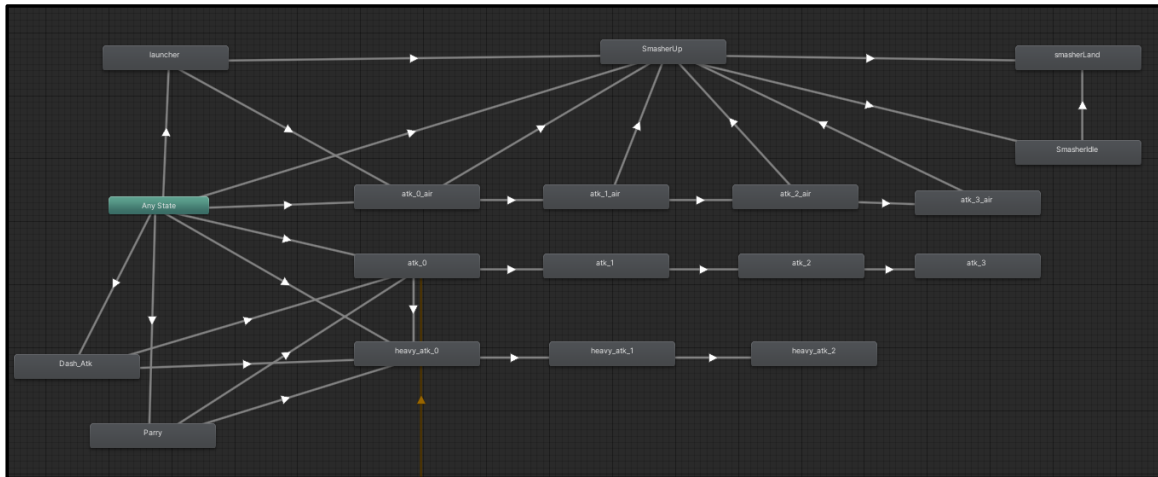 launcher
SmasherUp
smasherLand
SmasherIdle
Any State
atk_0_air
atk_1_air
atk_2_air
atk_3_air
atk_0
atk_1
atk_2
atk_3
Dash_Atk
heavy_atk_0
heavy_atk_1
heavy_atk_2
Parry